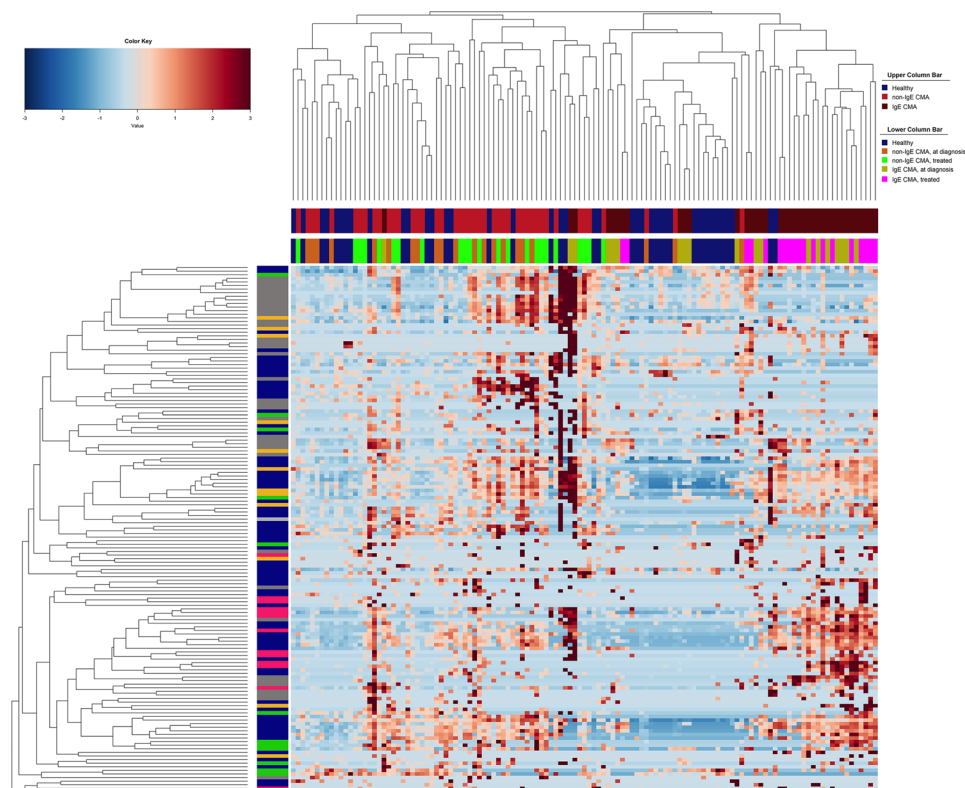 Color Key
-3 -2 -1 0 1 2 3
Value
Upper Column Bar
Healthy
non-IgE CMA
IgE CMA
Lower Column Bar
Healthy
non-IgE CMA, at diagnosis
non-IgE CMA, treated
IgE CMA, at diagnosis
IgE CMA, treated